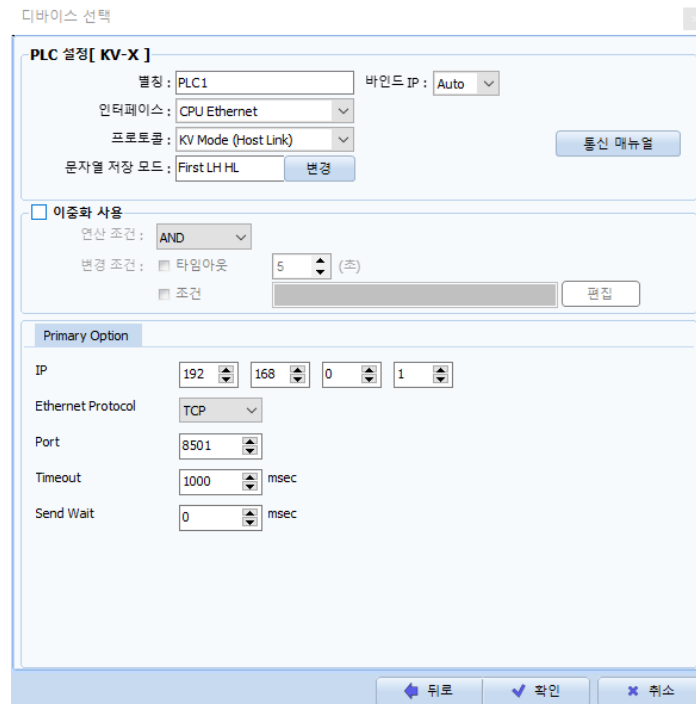 디바이스 선택
PLC 설정[ KV-X ]
별칭 : PLC1 바인드 IP : Auto
인터페이스 : CPU Ethernet
프로토콜 : KV Mode (Host Link) 통신 매뉴얼
문자열 저장 모드 : First LH HL 변경
이중화 사용
연산 조건 : AND
변경 조건 : 타임아웃 5 (초)
조건 편집
Primary Option
IP 192 168 0 1
Ethernet Protocol TCP
Port 8501
Timeout 1000 msec
Send Wait 0 msec
뒤로 확인 취소